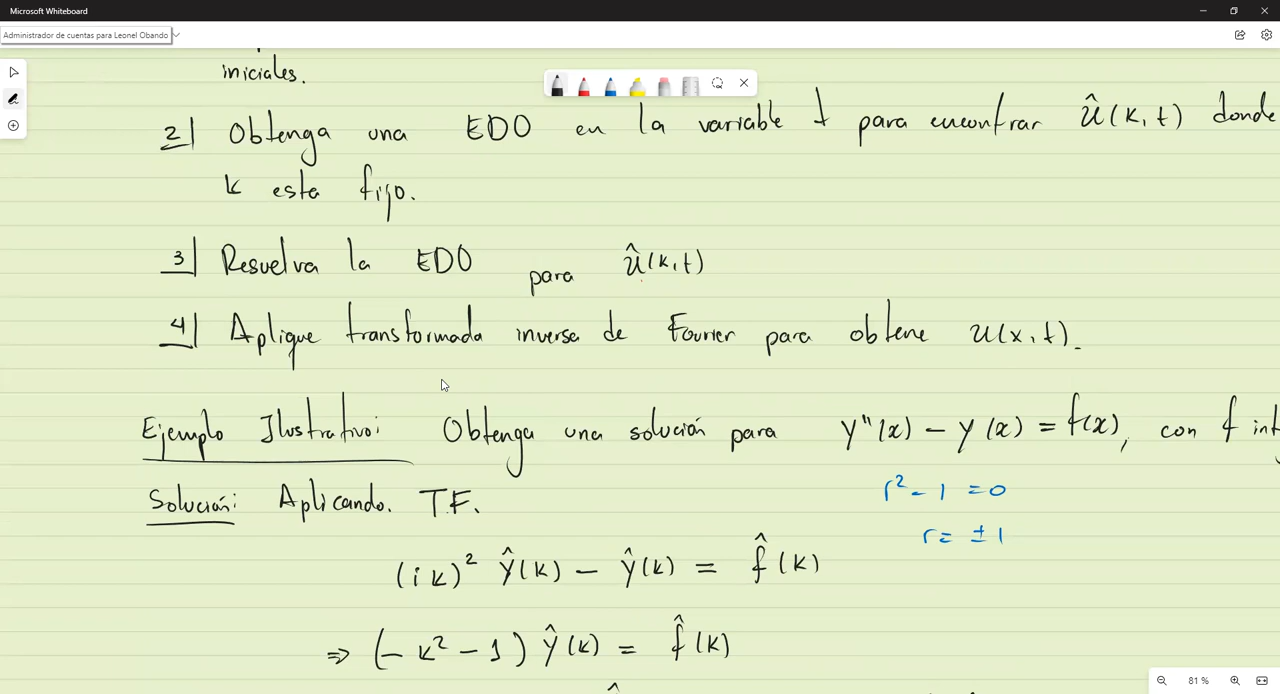 Microsoft Whiteboard
Administrador de cuentas para Leonel Obando
iniciales.
2| Obtenga una EDO en la variable t para encontrar û(k,t) donde
k esta fijo.
3| Resuelva la EDO para û(k,t)
4| Aplique transformada inversa de Fourier para obtene u(x,t).
Ejemplo Ilustrativo: Obtenga una solución para y''(x) - y(x) = f(x), con f int
r² - 1 = 0
Solución: Aplicando. T.F.
r = ± 1
(ik)² ŷ(k) - ŷ(k) = f̂(k)
⇒ (-k² - 1) ŷ(k) = f̂(k)
81 %